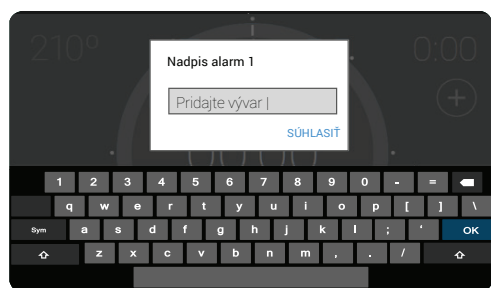 210°
0:00
Nadpis alarm 1
Pridajte vývar |
SÚHLASIŤ
1 2 3 4 5 6 7 8 9 0 - =
q w e r t y u i o p [ ] \
Sym a s d f g h j k l ; ' OK
z x c v b n m , . /